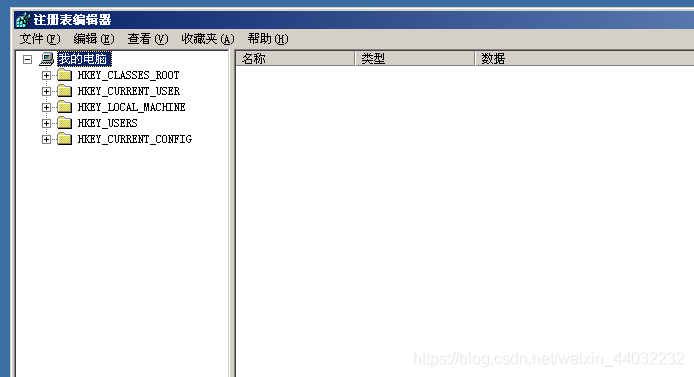 注册表编辑器
文件(F) 编辑(E) 查看(V) 收藏夹(A) 帮助(H)
我的电脑
HKEY_CLASSES_ROOT
HKEY_CURRENT_USER
HKEY_LOCAL_MACHINE
HKEY_USERS
HKEY_CURRENT_CONFIG
名称 类型 数据
https://blog.csdn.net/weixin_44032232